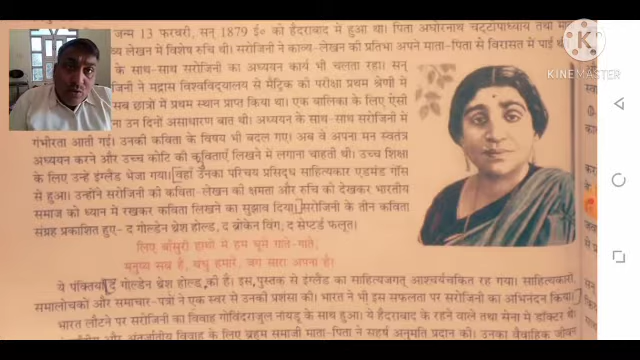 जन्म 13 फरवरी, सन् 1879 ई० को हैदराबाद में हुआ था। पिता अघोरनाथ चट्टोपाध्याय तथा
लेखन में विशेष रुचि थी। सरोजिनी ने काव्य-लेखन की प्रतिभा अपने माता-पिता से विरासत में पाई
के साथ-साथ सरोजिनी का अध्ययन कार्य भी चलता रहा। सन्
ने मद्रास विश्वविद्यालय से मैट्रिक की परीक्षा प्रथम श्रेणी में
सब छात्रों में प्रथम स्थान प्राप्त किया था। एक बालिका के लिए ऐसी
उन दिनों असाधारण बात थी। अध्ययन के साथ-साथ सरोजिनी में
गंभीरता आती गई। उनकी कविता के विषय भी बदल गए। अब वे अपना मन स्वतंत्र
अध्ययन करने और उच्च कोटि की कविताएँ लिखने में लगाना चाहती थी। उच्च शिक्षा
के लिए उन्हें इंग्लैंड भेजा गया। वहाँ उनका परिचय प्रसिद्ध साहित्यकार एडमंड गॉस
से हुआ। उन्होंने सरोजिनी की कविता-लेखन की क्षमता और रुचि को देखकर भारतीय
समाज को ध्यान में रखकर कविता लिखने का सुझाव दिया। सरोजिनी के तीन कविता
संग्रह प्रकाशित हुए- द गोल्डेन थ्रेश होल्ड, द ब्रोकेन विंग, द सेप्टर्ड फ्लूत।
लिए बाँसुरी हाथों में हम घूमें गाते-गाते,
मनुष्य सब हैं, बंधु हमारे, जग सारा अपना है।
ये पंक्तियाँ द गोल्डेन थ्रेश होल्ड की हैं। इस पुस्तक से इंग्लैंड का साहित्यजगत् आश्चर्यचकित रह गया। साहित्यकारों,
समालोचकों और समाचार-पत्रों ने एक स्वर से उनकी प्रशंसा की। भारत ने भी इस सफलता पर सरोजिनी का अभिनंदन किया।
भारत लौटने पर सरोजिनी का विवाह गोविंदराजुल नायडू के साथ हुआ। ये हैदराबाद के रहने वाले तथा सेना में डॉक्टर थे।
और अंतर्जातीय विवाह के लिए ब्रह्म समाजी माता-पिता ने सहर्ष अनुमति प्रदान की। उनका वैवाहिक जीवन
Made with
KINEMASTER